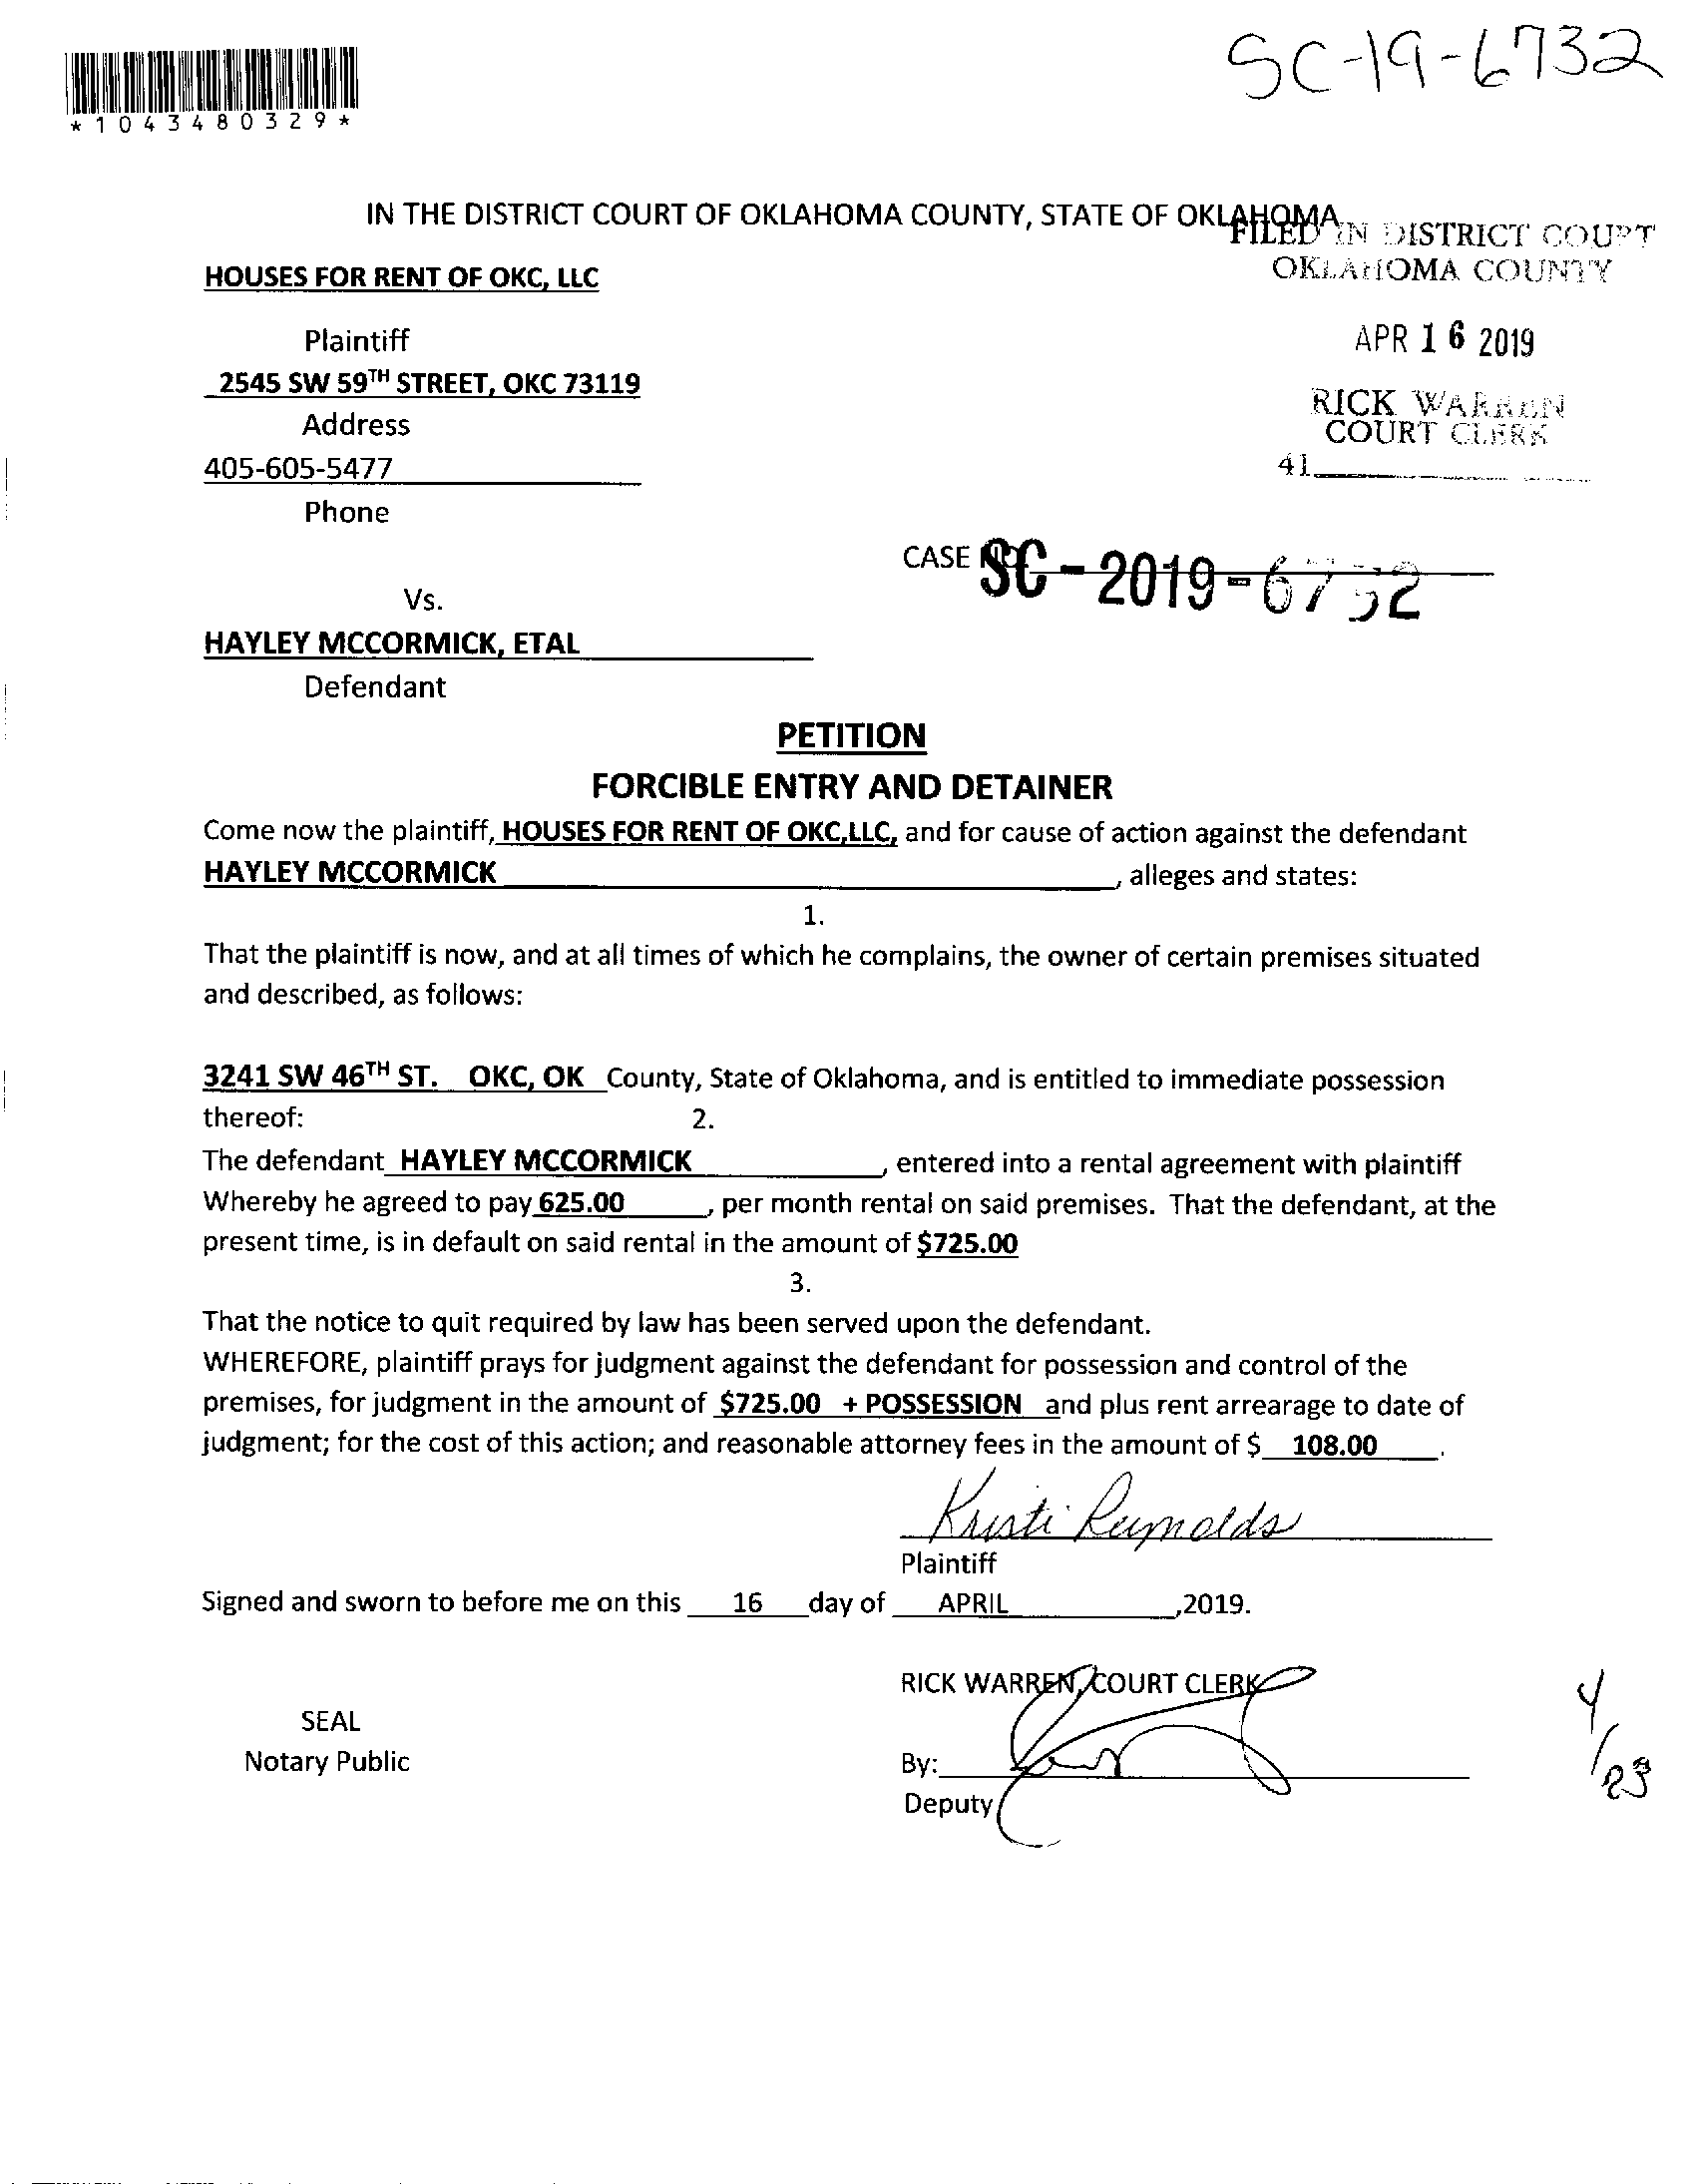 SC-19-6732
*1043480329*
IN THE DISTRICT COURT OF OKLAHOMA COUNTY, STATE OF OKLAHOMA
FILED IN DISTRICT COURT
OKLAHOMA COUNTY
HOUSES FOR RENT OF OKC, LLC
Plaintiff
APR 16 2019
2545 SW 59TH STREET, OKC 73119
RICK WARREN
COURT CLERK
Address
405-605-5477
41
Phone
CASE NO. SC-2019-6732
Vs.
HAYLEY MCCORMICK, ETAL
Defendant
PETITION
FORCIBLE ENTRY AND DETAINER
Come now the plaintiff, HOUSES FOR RENT OF OKC,LLC, and for cause of action against the defendant
HAYLEY MCCORMICK, alleges and states:
1.
That the plaintiff is now, and at all times of which he complains, the owner of certain premises situated
and described, as follows:
3241 SW 46TH ST. OKC, OK County, State of Oklahoma, and is entitled to immediate possession
thereof: 2.
The defendant HAYLEY MCCORMICK, entered into a rental agreement with plaintiff
Whereby he agreed to pay 625.00, per month rental on said premises. That the defendant, at the
present time, is in default on said rental in the amount of $725.00
3.
That the notice to quit required by law has been served upon the defendant.
WHEREFORE, plaintiff prays for judgment against the defendant for possession and control of the
premises, for judgment in the amount of $725.00 + POSSESSION and plus rent arrearage to date of
judgment; for the cost of this action; and reasonable attorney fees in the amount of $ 108.00.
Kristi Reynolds
Plaintiff
Signed and sworn to before me on this 16 day of APRIL,2019.
RICK WARREN, COURT CLERK
SEAL
Notary Public
By:
Deputy
4/23